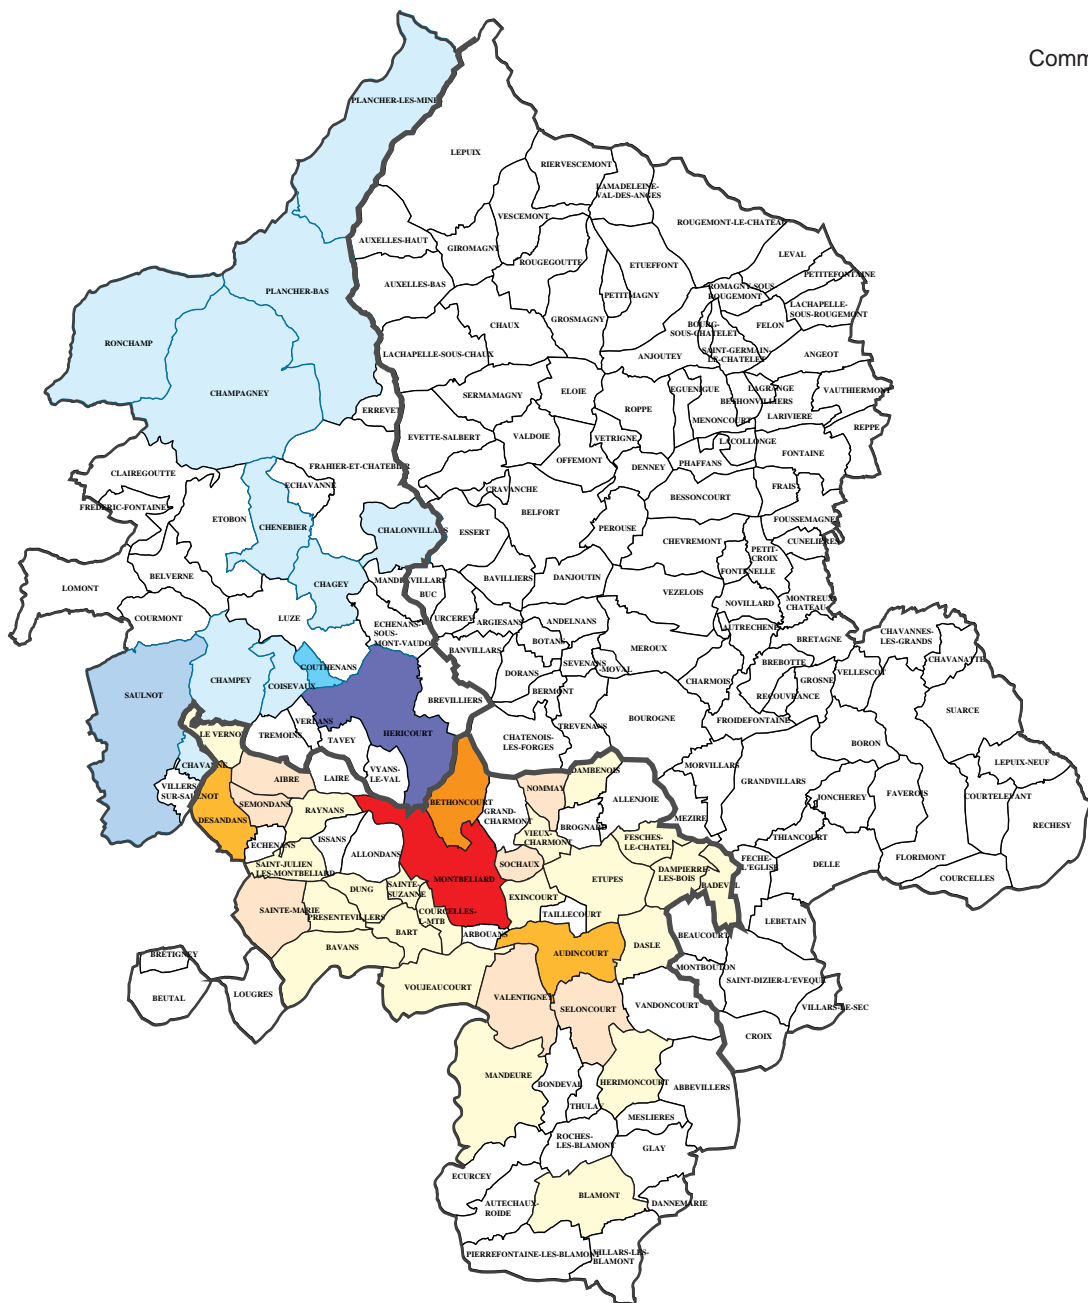 Comm
PLANCHER-LES-MINE
LEPUIX
RIERVESCEMONT
LAMADELEINE-
VAL-DES-ANGES
VESCEMONT
ROUGEMONT-LE-CHATEAU
AUXELLES-HAUT
GIROMAGNY
LEVAL
ROUGEGOUTTE
ETUEFFONT
PETITEFONTAINE
AUXELLES-BAS
PLANCHER-BAS
PETITMAGNY
ROMAGNY-SOUS-
ROUGEMONT
LACHAPELLE-
SOUS-ROUGEMONT
GROSMAGNY
CHAUX
BOURG-
SOUS-CHATELET
FELON
RONCHAMP
LACHAPELLE-SOUS-CHAUX
ANJOUTEY
SAINT-GERMAIN-
LE-CHATELET
ANGEOT
CHAMPAGNEY
SERMAMAGNY
ELOIE
EGUENIGUE
LAGRANGE
VAUTHIERMONT
BESHONVILLIERS
ERREVET
ROPPE
MENONCOURT
LARIVIERE
REPPE
EVETTE-SALBERT
VALDOIE
VETRIGNE
LACOLLONGE
FONTAINE
CLAIREGOUTTE
FRAHIER-ET-CHATEBIER
OFFEMONT
DENNEY
PHAFFANS
ECHAVANNE
CRAVANCHE
BESSONCOURT
FRAIS
FREDERIC-FONTAINE
ETOBON
CHENEBIER
BELFORT
FOUSSEMAGNE
CHALONVILLARS
ESSERT
PEROUSE
CHEVREMONT
CUNELIERES
PETIT-
CROIX
BELVERNE
FONTENELLE
LOMONT
CHAGEY
MANDREVILLARS
BAVILLIERS
DANJOUTIN
BUC
VEZELOIS
NOVILLARD
MONTREUX-
CHATEAU
COURMONT
LUZE
ECHENANS-
SOUS-
MONT-VAUDOIS
URCEREY
ARGIESANS
ANDELNANS
AUTRECHENE
BOTANS
BRETAGNE
CHAVANNES-
LES-GRANDS
BANVILLARS
MEROUX
CHAVANATTE
SAULNOT
CHAMPEY
COUTHENANS
SEVENANS
-MOVAL
BREBOTTE
DORANS
CHARMOIS
GROSNE
VELLESCOT
COISEVAUX
BERMONT
RECOUVRANCE
BREVILLIERS
SUARCE
LE VERNOY
VERLANS
TREVENANS
BOUROGNE
FROIDEFONTAINE
TREMOINS
TAVEY
HERICOURT
CHATENOIS-
LES-FORGES
BORON
CHAVANNE
VYANS-
LE-VAL
DAMBENOIS
MORVILLARS
LEPUIX-NEUF
VILLERS-
SUR-SAULNOT
AIBRE
LAIRE
NOMMAY
GRANDVILLARS
FAVEROIS
COURTELEVANT
SEMONDANS
BETHONCOURT
ALLENJOIE
JONCHEREY
RAYNANS
GRAND-
CHARMONT
MEZIRE
RECHESY
DESANDANS
BROGNARD
ISSANS
VIEUX-
CHARMONT
FESCHES-
LE-CHATEL
THIANCOURT
ECHENANS
ALLONDANS
FLORIMONT
SAINT-JULIEN
LES-MONTBELIARD
SOCHAUX
FECHE-
L'EGLISE
DELLE
MONTBELIARD
ETUPES
DAMPIERRE-
LES-BOIS
COURCELLES
DUNG
SAINTE-
SUZANNE
BADEVEL
EXINCOURT
SAINTE-MARIE
PRESENTEVILLERS
COURCELLES-
L-MTB
TAILLECOURT
LEBETAIN
BART
ARBOUANS
BEAUCOURT
BAVANS
AUDINCOURT
DASLE
BRETIGNEY
MONTBOUTON
SAINT-DIZIER-L'EVEQUE
VOUJEAUCOURT
BEUTAL
LOUGRES
VALENTIGNEY
VANDONCOURT
VILLARS-LE-SEC
SELONCOURT
CROIX
MANDEURE
BONDEVAL
HERIMONCOURT
ABBEVILLERS
THULAY
MESLIERES
ROCHES-
LES-BLAMONT
GLAY
ECURCEY
BLAMONT
AUTECHAUX-
ROIDE
DANNEMARIE
PIERREFONTAINE-LES-BLAMONT
VILLARS-LES-
BLAMONT